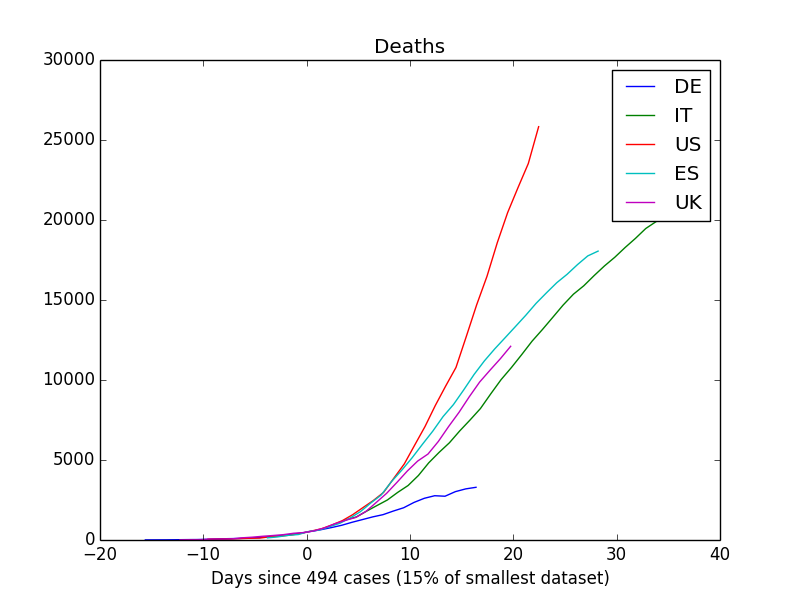 Deaths
30000
25000
20000
15000
10000
5000
0
−20
−10
0
10
20
30
40
DE
IT
US
ES
UK
Days since 494 cases (15% of smallest dataset)